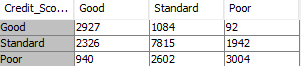 Credit_Sco... Good Standard Poor
Good 2927 1084 92
Standard 2326 7815 1942
Poor 940 2602 3004